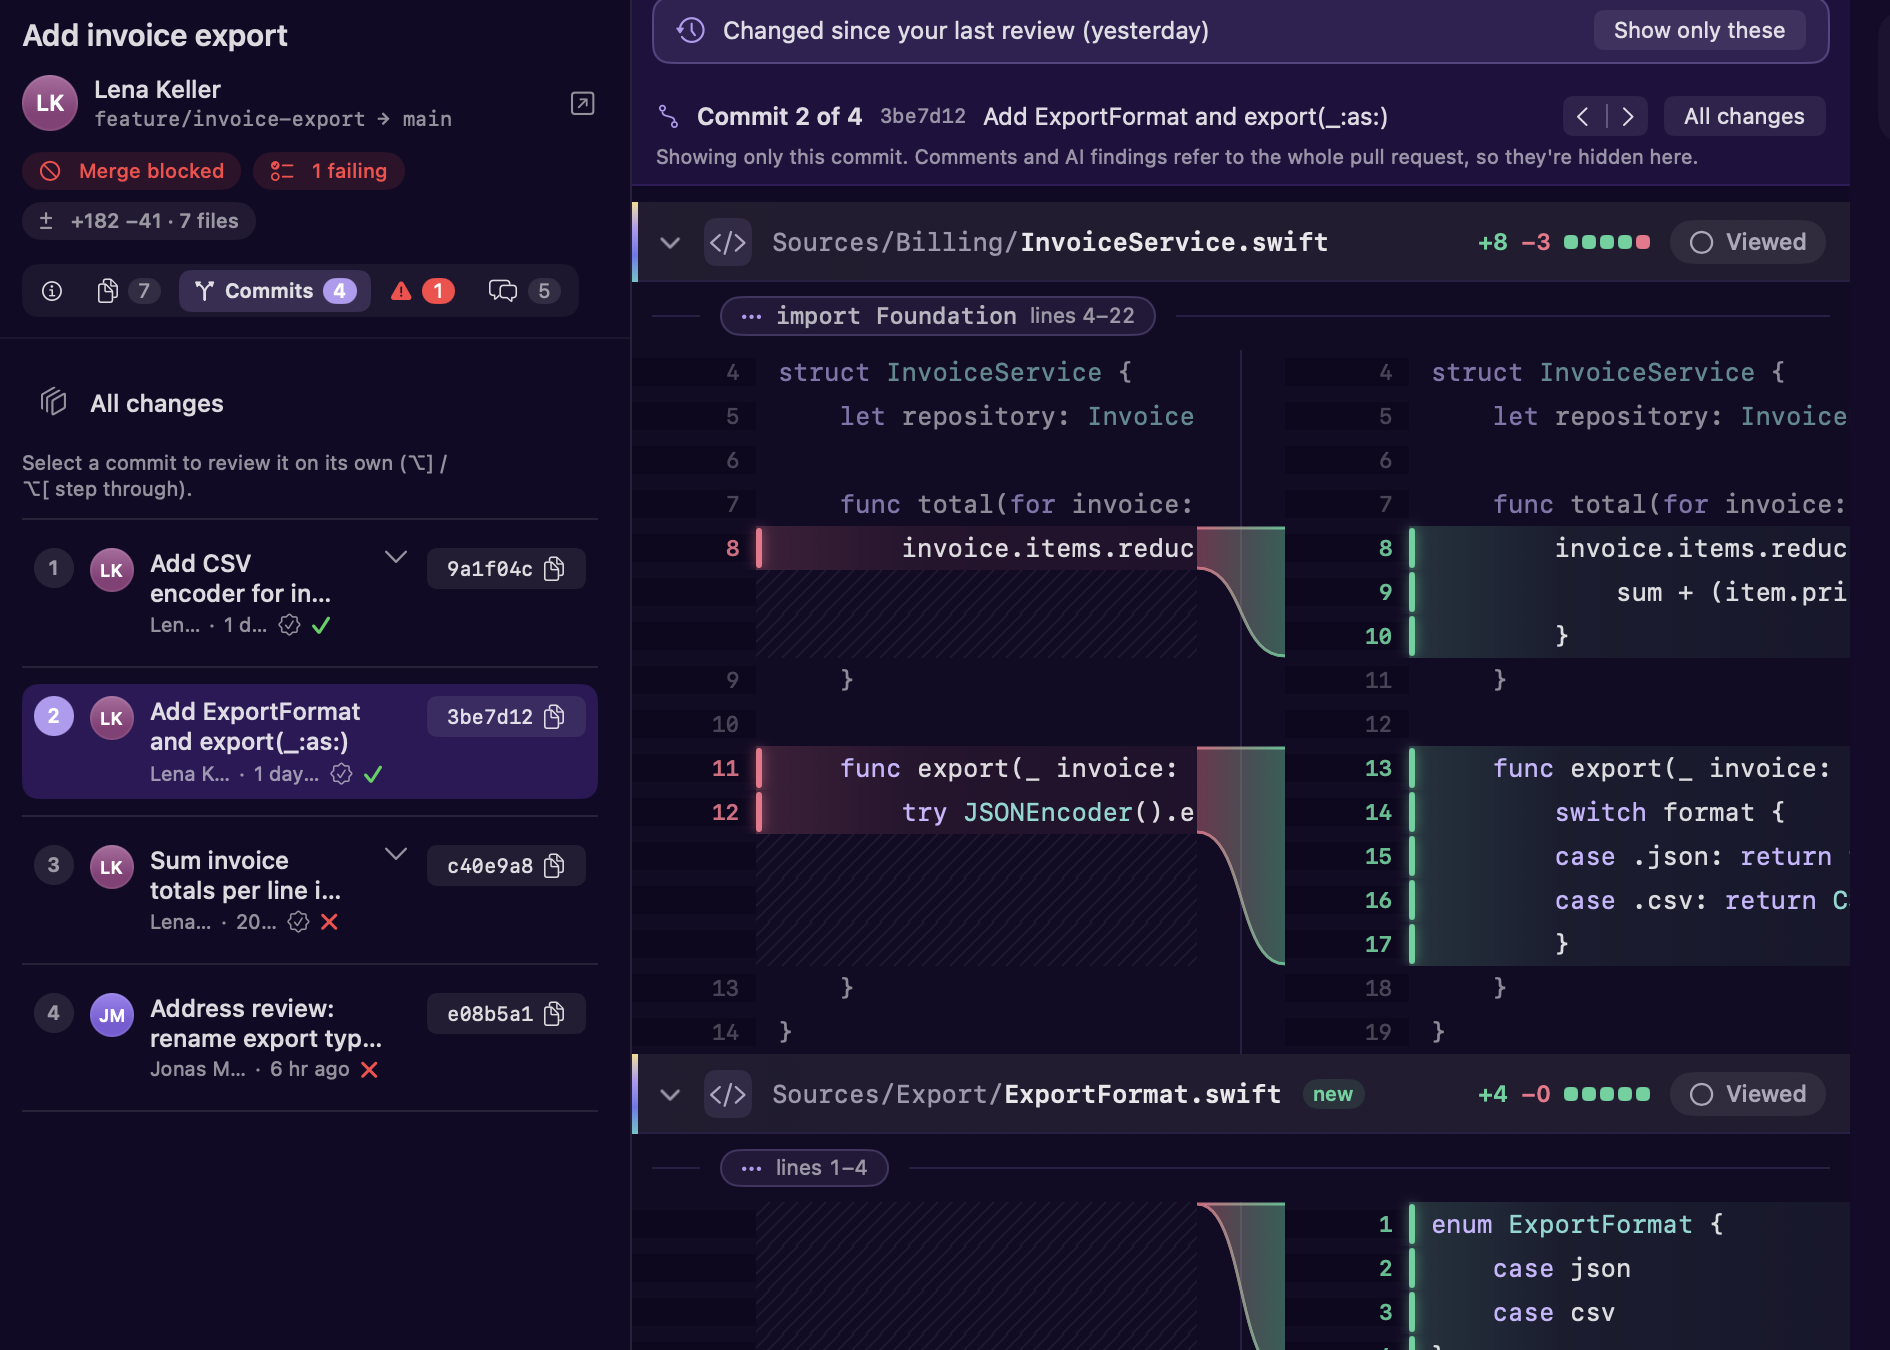 Add invoice export
LK
Lena Keller
feature/invoice-export → main
Merge blocked
1 failing
± +182 −41 · 7 files
7
Commits 4
1
5
All changes
Select a commit to review it on its own (⌥] /
⌥[ step through).
1
LK
Add CSV
encoder for in...
Len... · 1 d...
9a1f04c
2
LK
Add ExportFormat
and export(_:as:)
Lena K... · 1 day...
3be7d12
3
LK
Sum invoice
totals per line i...
Lena... · 20...
c40e9a8
4
JM
Address review:
rename export typ...
Jonas M... · 6 hr ago
e08b5a1
Changed since your last review (yesterday)
Show only these
Commit 2 of 4 3be7d12 Add ExportFormat and export(_:as:)
All changes
Showing only this commit. Comments and AI findings refer to the whole pull request, so they're hidden here.
</> Sources/Billing/InvoiceService.swift
+8 −3
Viewed
··· import Foundation lines 4–22
4 struct InvoiceService {
5 let repository: Invoice
6
7 func total(for invoice:
8 invoice.items.reduc
9 }
10
11 func export(_ invoice:
12 try JSONEncoder().e
13 }
14 }
4 struct InvoiceService {
5 let repository: Invoice
6
7 func total(for invoice:
8 invoice.items.reduc
9 sum + (item.pri
10 }
11 }
12
13 func export(_ invoice:
14 switch format {
15 case .json: return
16 case .csv: return C
17 }
18 }
19 }
</> Sources/Export/ExportFormat.swift new
+4 −0
Viewed
··· lines 1–4
1 enum ExportFormat {
2 case json
3 case csv